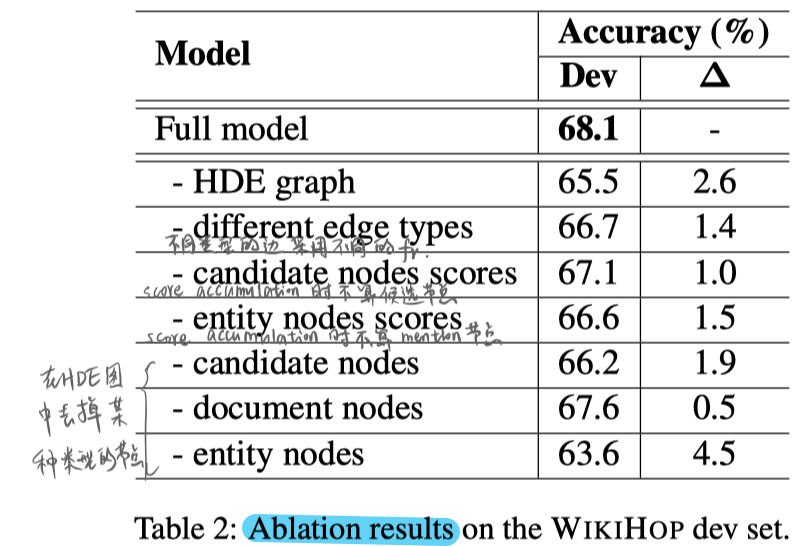 Model Accuracy (%)
Dev Δ
Full model 68.1 -
- HDE graph 65.5 2.6
- different edge types 66.7 1.4
不同类型的边采用不同的fr.
- candidate nodes scores 67.1 1.0
score accumulation 时不算候选节点
- entity nodes scores 66.6 1.5
score accumulation 时不算 mention 节点
- candidate nodes 66.2 1.9
- document nodes 67.6 0.5
- entity nodes 63.6 4.5
在HDE图
中去掉某
种类型的节点
Table 2: Ablation results on the WIKIHOP dev set.